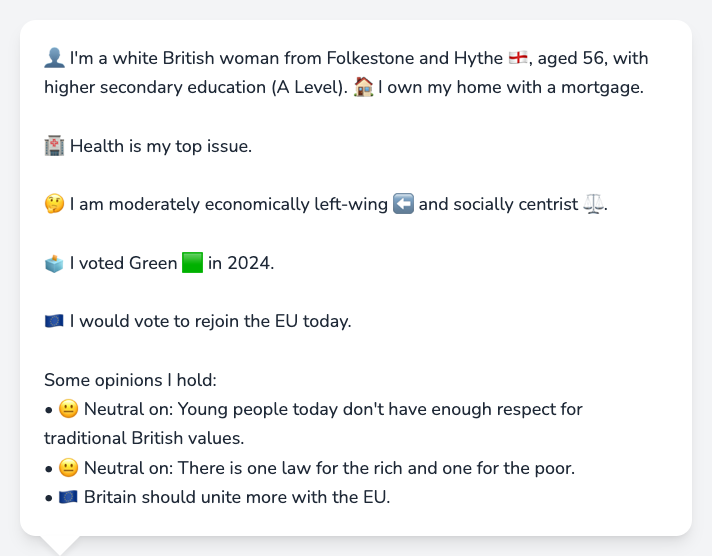 👤 I'm a white British woman from Folkestone and Hythe 🏴󠁧󠁢󠁥󠁮󠁧󠁿, aged 56, with
higher secondary education (A Level). 🏠 I own my home with a mortgage.
🏥 Health is my top issue.
🤔 I am moderately economically left-wing ⬅️ and socially centrist ⚖️.
🗳️ I voted Green 🟩 in 2024.
🇪🇺 I would vote to rejoin the EU today.
Some opinions I hold:
• 😐 Neutral on: Young people today don't have enough respect for
traditional British values.
• 😐 Neutral on: There is one law for the rich and one for the poor.
• 🇪🇺 Britain should unite more with the EU.